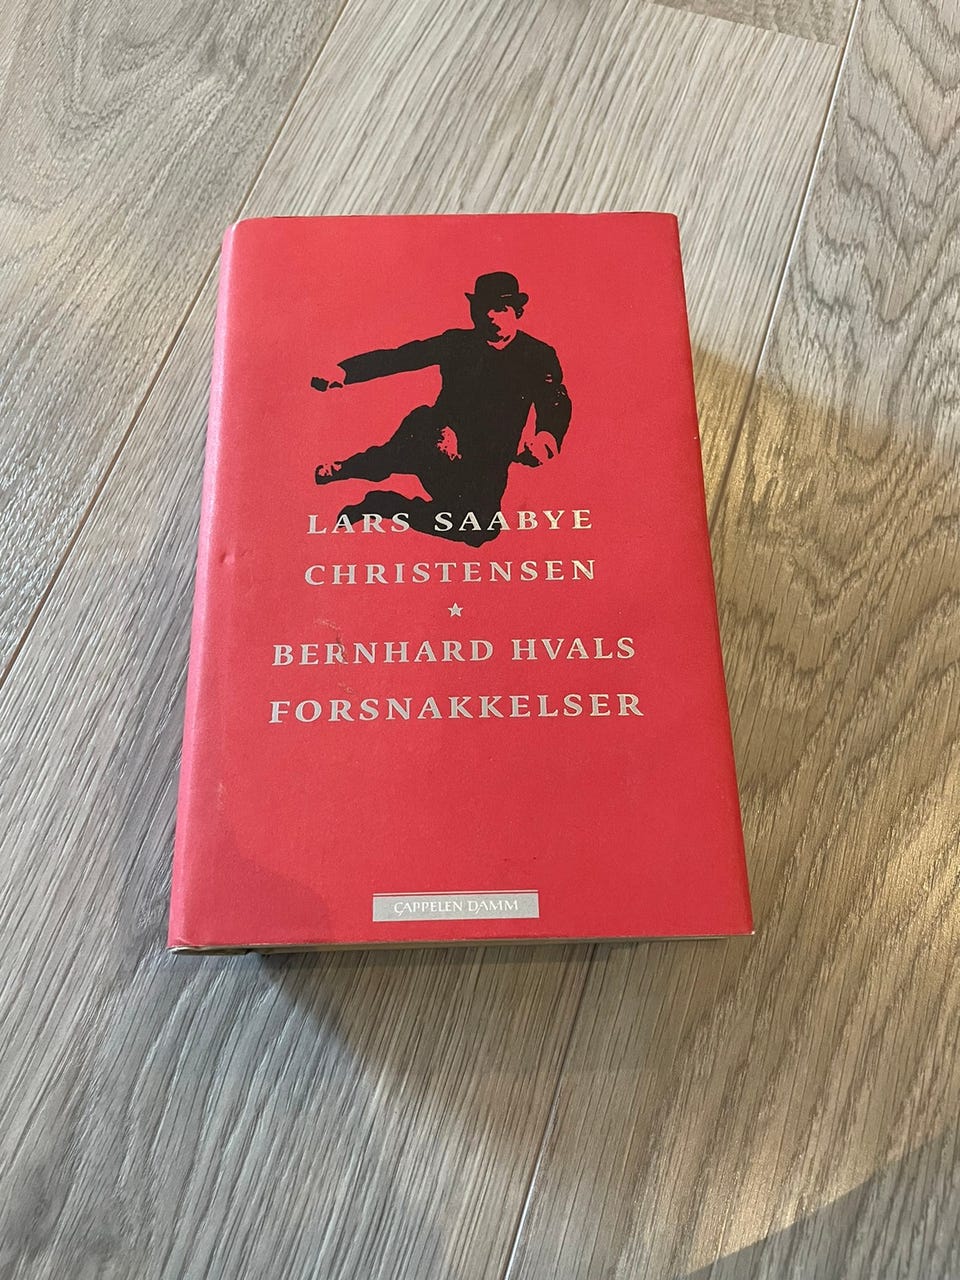 LARS SAABYE
CHRISTENSEN
BERNHARD HVALS
FORSNAKKELSER
CAPPELEN DAMM